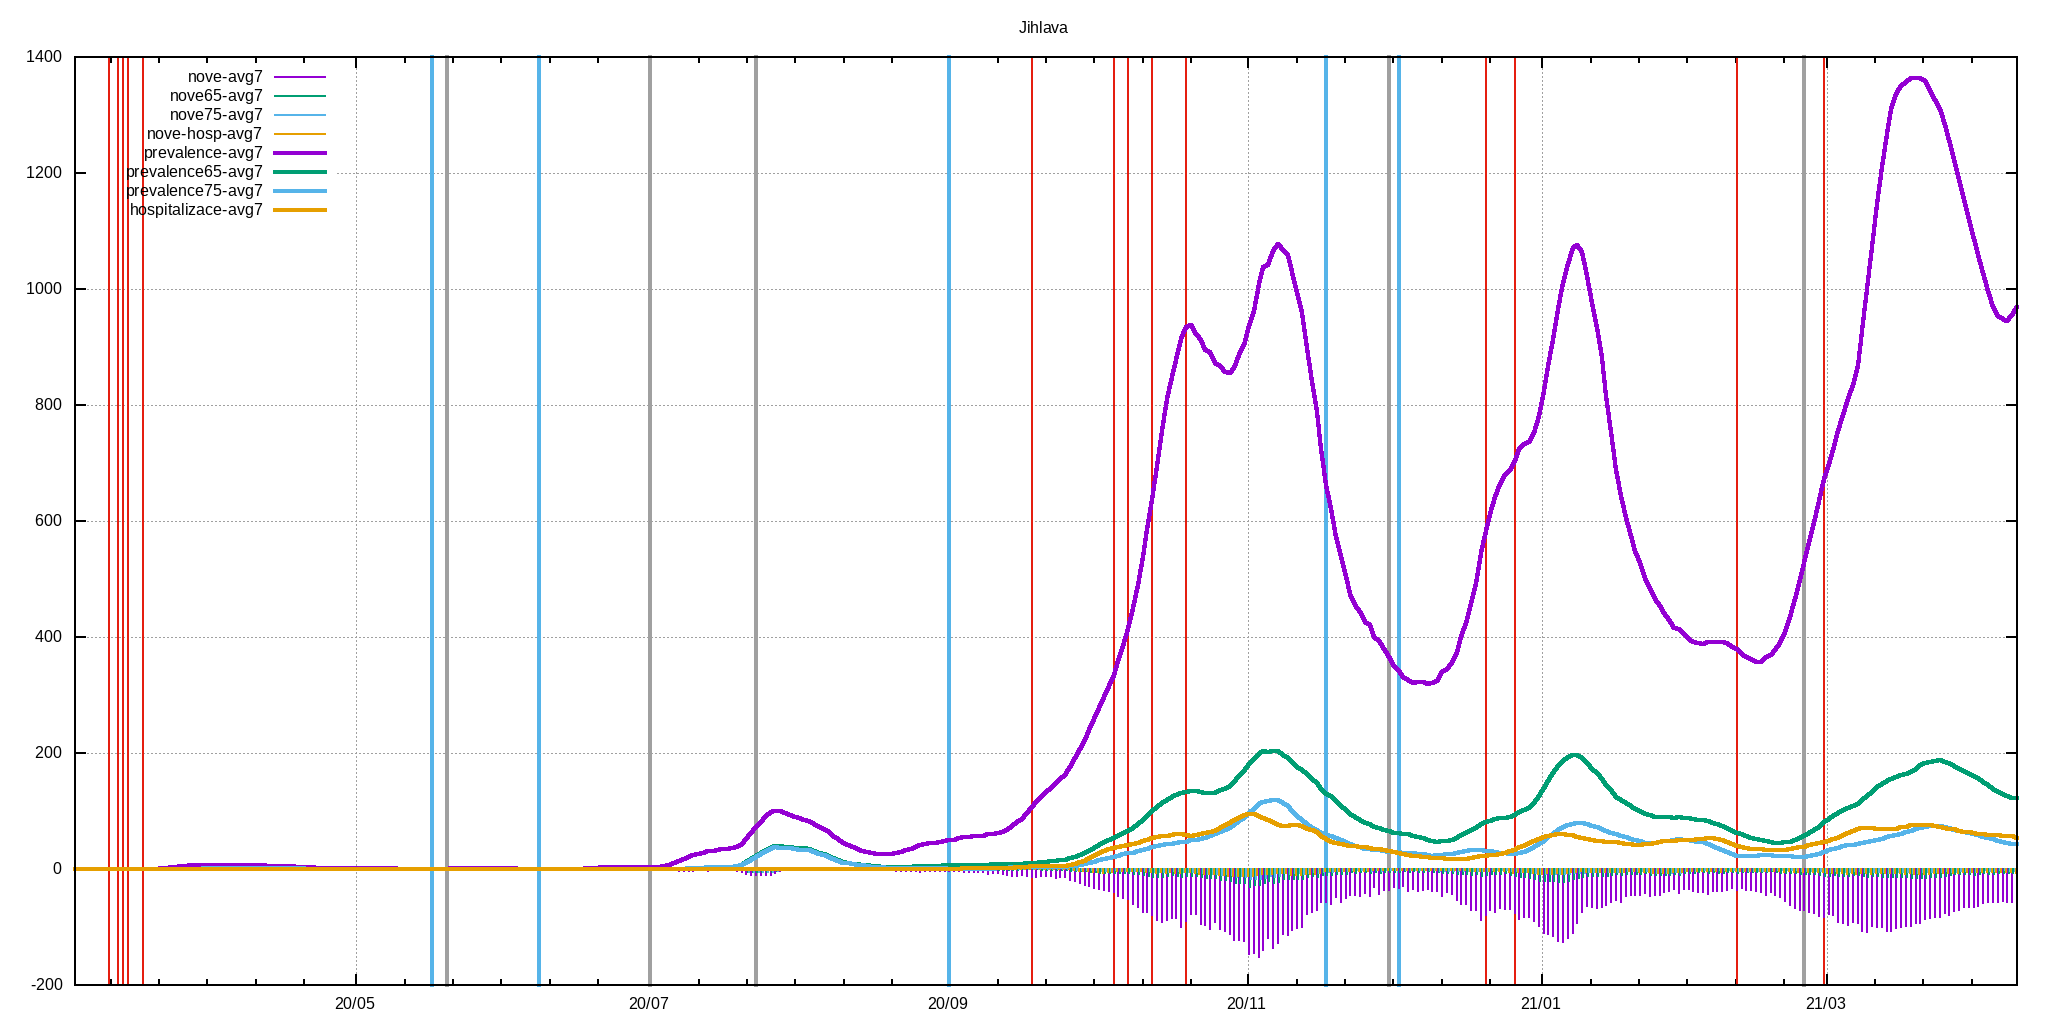 Jihlava
1400
1200
1000
800
600
400
200
0
-200
nove-avg7
nove65-avg7
nove75-avg7
nove-hosp-avg7
prevalence-avg7
prevalence65-avg7
prevalence75-avg7
hospitalizace-avg7
20/05 20/07 20/09 20/11 21/01 21/03